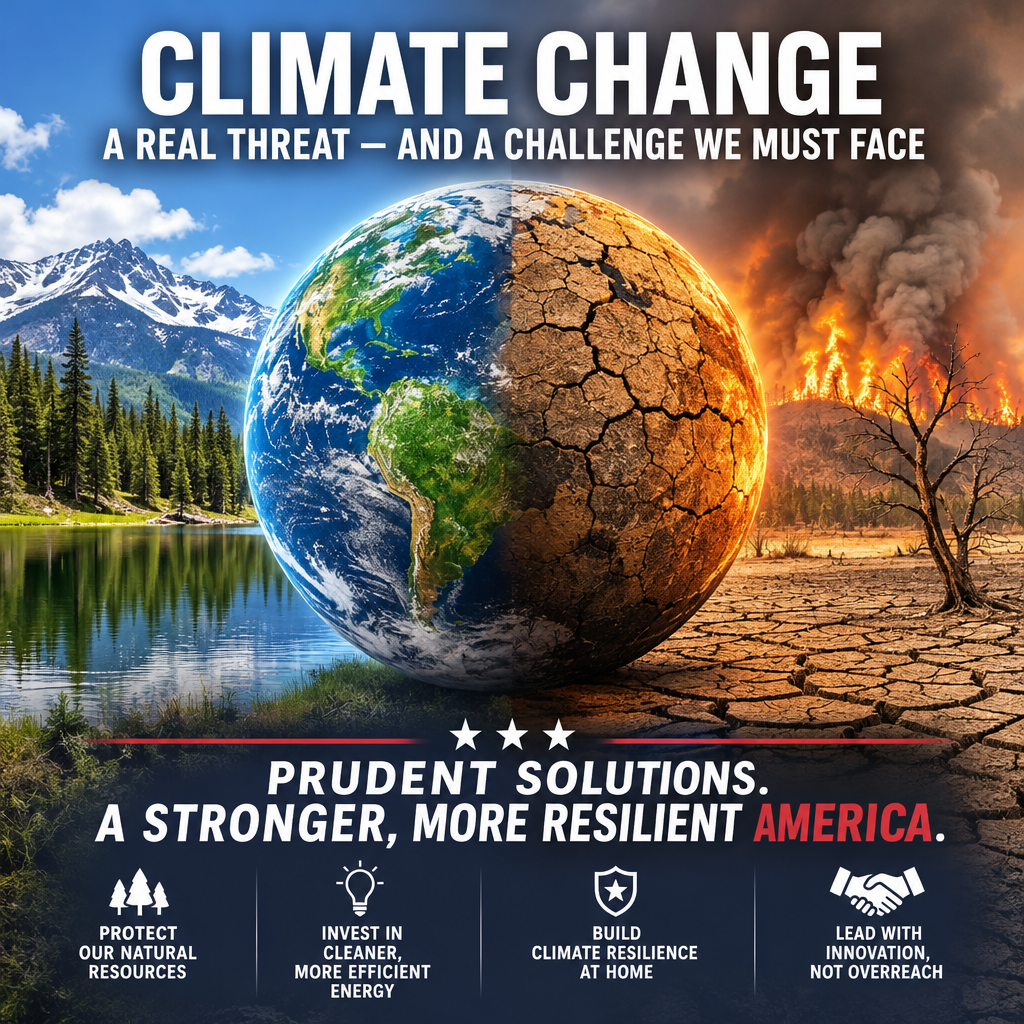 CLIMATE CHANGE
A REAL THREAT – AND A CHALLENGE WE MUST FACE
PRUDENT SOLUTIONS.
A STRONGER, MORE RESILIENT AMERICA.
PROTECT
OUR NATURAL
RESOURCES
INVEST IN
CLEANER,
MORE EFFICIENT
ENERGY
BUILD
CLIMATE RESILIENCE
AT HOME
LEAD WITH
INNOVATION,
NOT OVERREACH